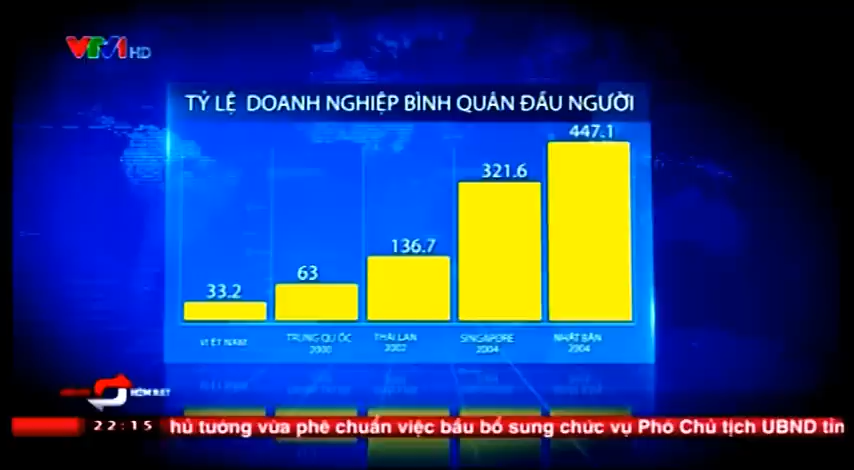 VTV1 HD
TỶ LỆ DOANH NGHIỆP BÌNH QUÂN ĐẦU NGƯỜI
447.1
321.6
136.7
63
33.2
VIỆT NAM
TRUNG QUỐC
2000
THÁI LAN
2002
SINGAPORE
2004
NHẬT BẢN
2004
22:15
hủ tướng vừa phê chuẩn việc bầu bổ sung chức vụ Phó Chủ tịch UBND tỉn